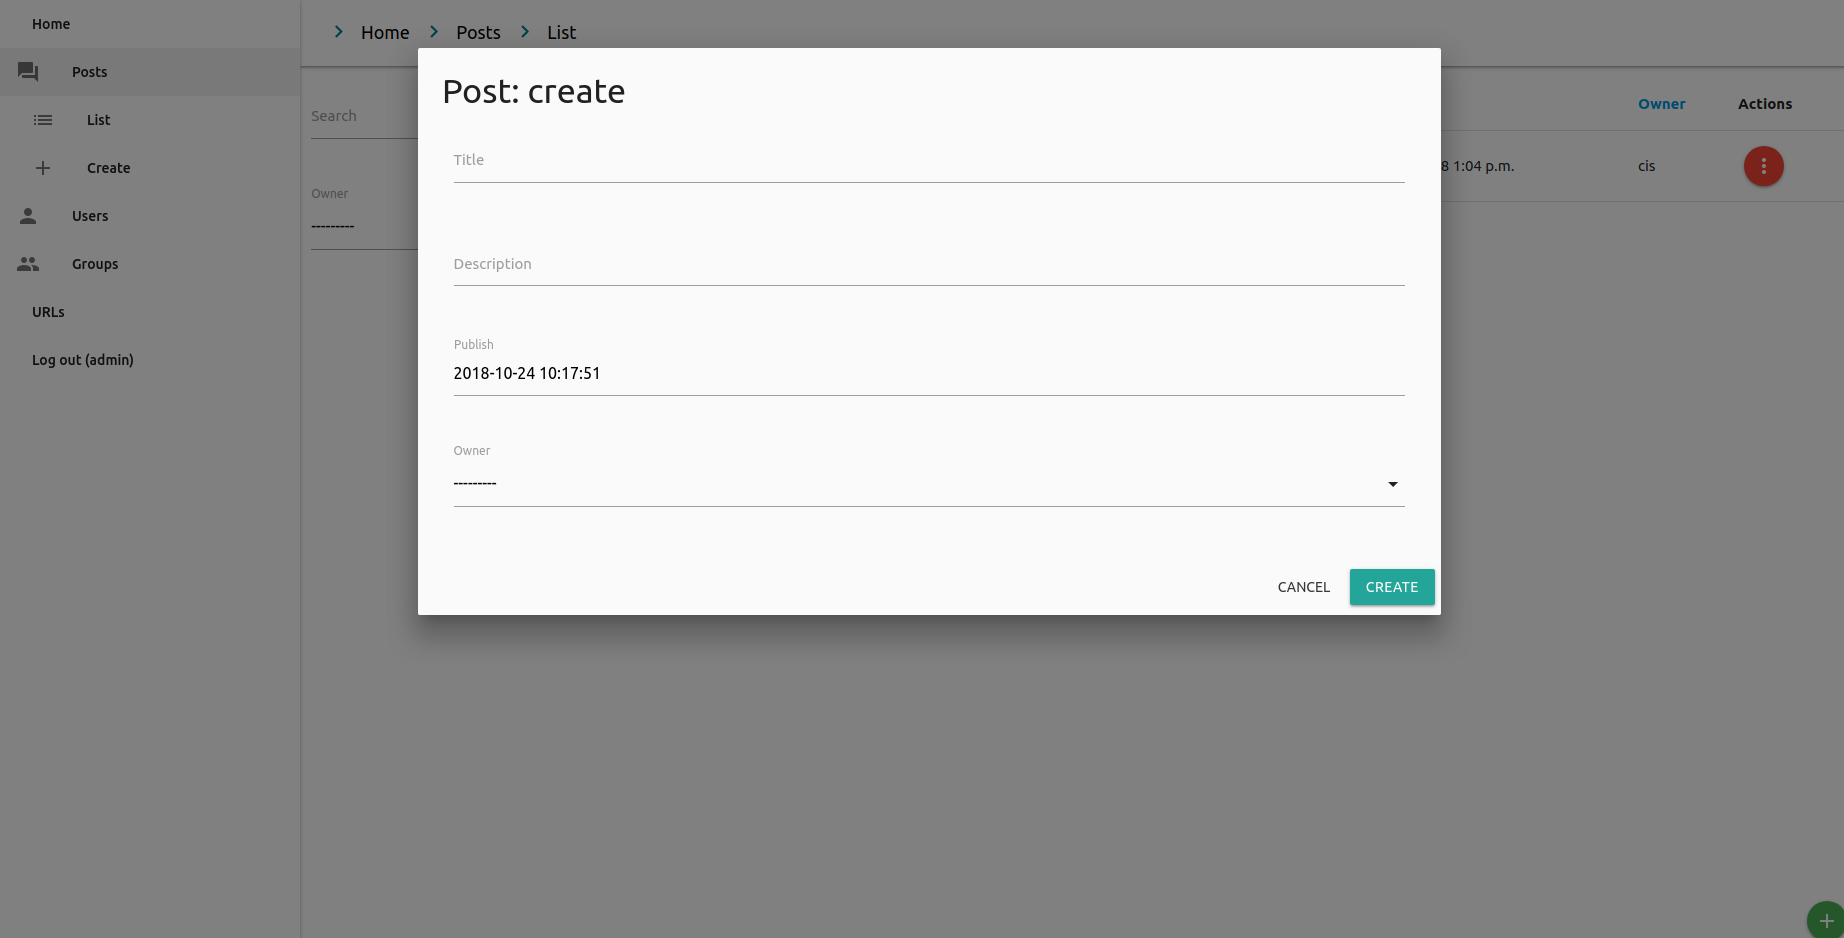 Home
Posts
List
Create
Users
Groups
URLs
Log out (admin)
Home
Posts
List
Search
Owner
---------
Owner
Actions
8 1:04 p.m.
cis
Post: create
Title
Description
Publish
2018-10-24 10:17:51
Owner
---------
CANCEL
CREATE